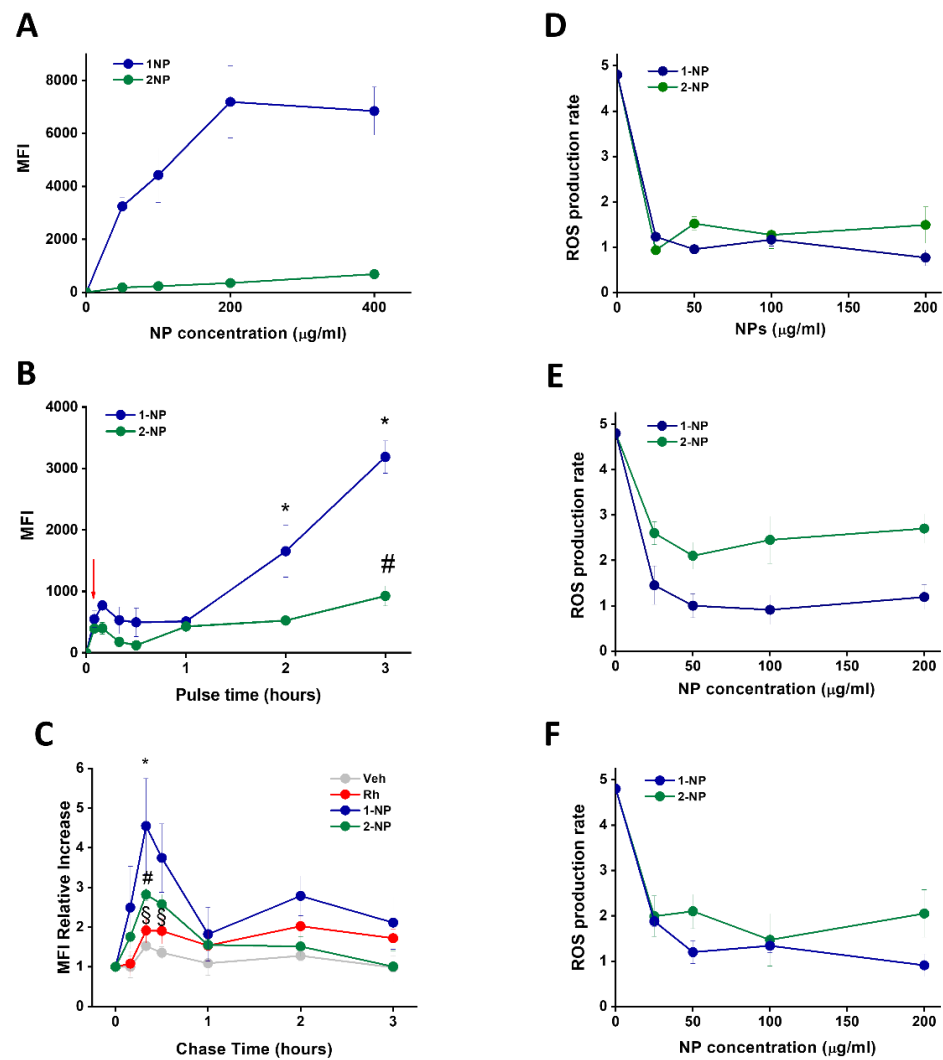 A
1NP
2NP
MFI
8000
6000
4000
2000
0
0
200
400
NP concentration (µg/ml)
B
1-NP
2-NP
MFI
4000
3000
2000
1000
0
*
*
#
0
1
2
3
Pulse time (hours)
C
Veh
Rh
1-NP
2-NP
MFI Relative Increase
6
5
4
3
2
1
0
*
#
§ §
0
1
2
3
Chase Time (hours)
D
1-NP
2-NP
ROS production rate
5
4
3
2
1
0
0
50
100
150
200
NPs (µg/ml)
E
1-NP
2-NP
ROS production rate
5
4
3
2
1
0
0
50
100
150
200
NP concentration (µg/ml)
F
1-NP
2-NP
ROS production rate
5
4
3
2
1
0
0
50
100
150
200
NP concentration (µg/ml)